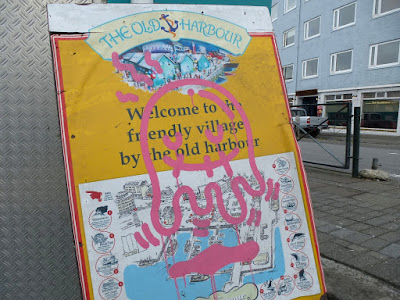 THE OLD HARBOUR
Welcome to the
friendly village
by the old harbour